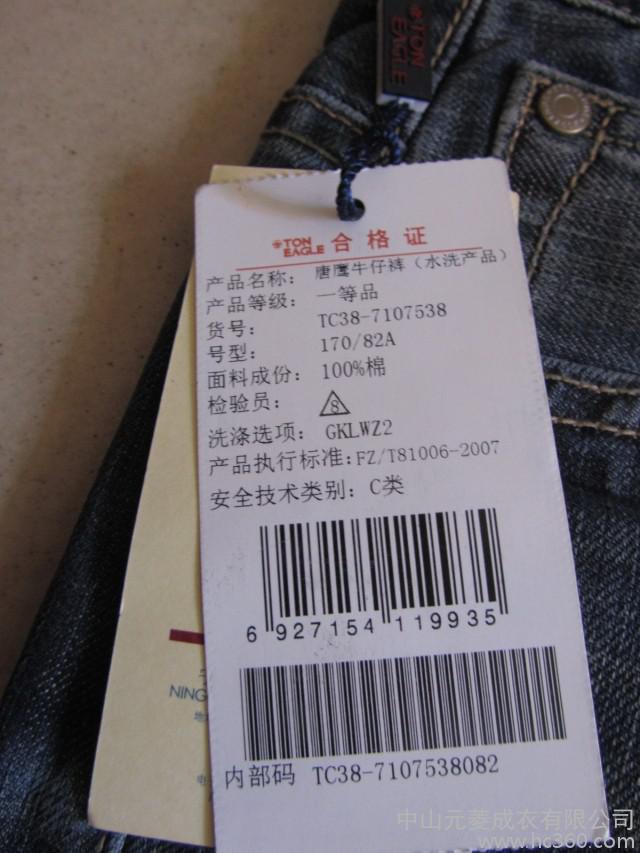 TON
EAGLE
TON
EAGLE 合格证
产品名称： 唐鹰牛仔裤（水洗产品）
产品等级： 一等品
货号： TC38-7107538
号型： 170/82A
面料成份： 100%棉
检验员： 8
洗涤选项： GKLWZ2
产品执行标准：FZ/T81006-2007
安全技术类别： C类
6 927154 119935
内部码 TC38-7107538082
NING
中山元菱成衣有限公司
www.hc360.com